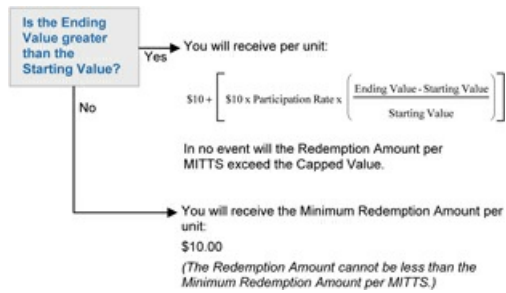 Is the Ending
Value greater
than the
Starting Value?
Yes
You will receive per unit:
$10 + [ $10 x Participation Rate x ( Ending Value - Starting Value
Starting Value ) ]
In no event will the Redemption Amount per
MITTS exceed the Capped Value.
No
You will receive the Minimum Redemption Amount per
unit:
$10.00
(The Redemption Amount cannot be less than the
Minimum Redemption Amount per MITTS.)